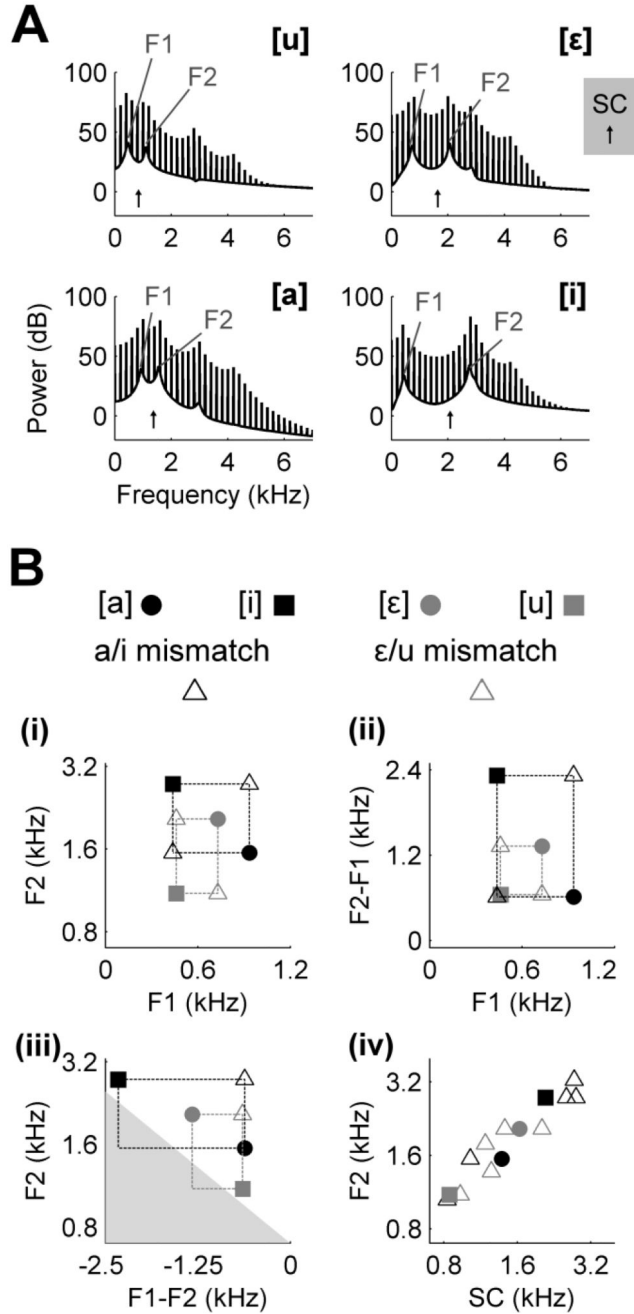 A
[u]
[ε]
F1
F2
100
50
0
0 2 4 6
F1
F2
100
50
0
0 2 4 6
SC
↑
[a]
[i]
F1
F2
100
50
0
0 2 4 6
F1
F2
100
50
0
0 2 4 6
Power (dB)
Frequency (kHz)
B
[a] [i] [ε] [u]
a/i mismatch ε/u mismatch
(i)
3.2
1.6
0.8
F2 (kHz)
0 0.6 1.2
F1 (kHz)
(ii)
2.4
1.2
0
F2-F1 (kHz)
0 0.6 1.2
F1 (kHz)
(iii)
3.2
1.6
0.8
F2 (kHz)
-2.5 -1.25 0
F1-F2 (kHz)
(iv)
3.2
1.6
0.8
F2 (kHz)
0.8 1.6 3.2
SC (kHz)